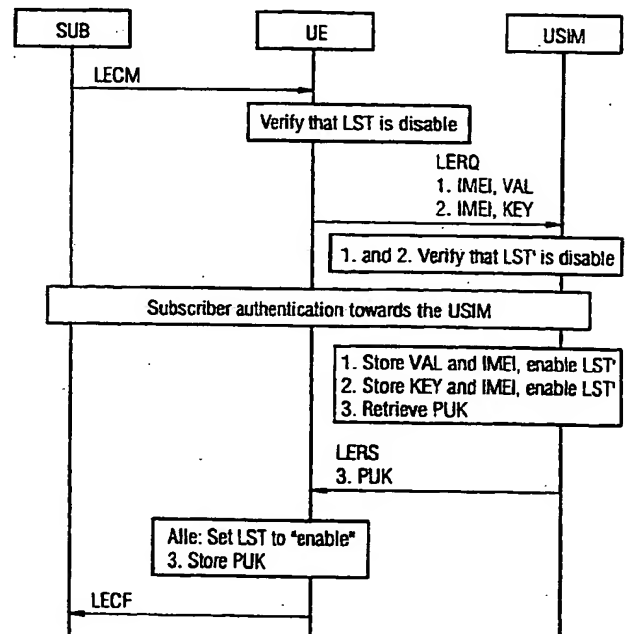 SUB
UE
USIM
LECM
Verify that LST is disable
LERQ
1. IMEI, VAL
2. IMEI, KEY
1. and 2. Verify that LST' is disable
Subscriber authentication towards the USIM
1. Store VAL and IMEI, enable LST'
2. Store KEY and IMEI, enable LST'
3. Retrieve PUK
LERS
3. PUK
Alle: Set LST to "enable"
3. Store PUK
LECF